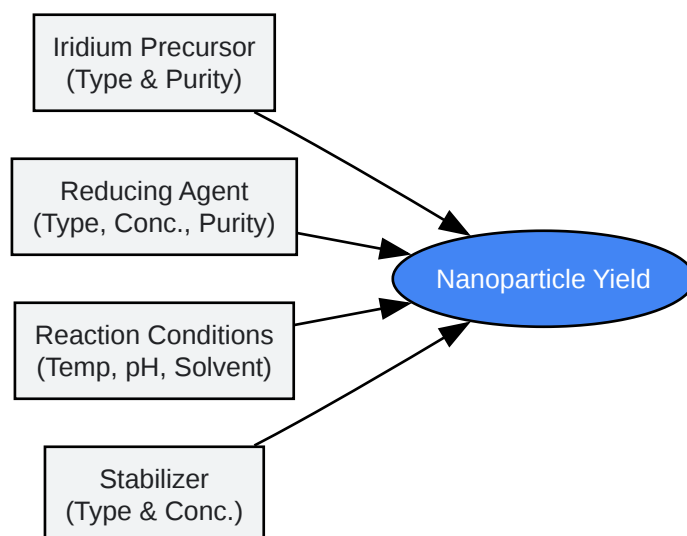 Iridium Precursor
(Type & Purity)
Reducing Agent
(Type, Conc., Purity)
Nanoparticle Yield
Reaction Conditions
(Temp, pH, Solvent)
Stabilizer
(Type & Conc.)